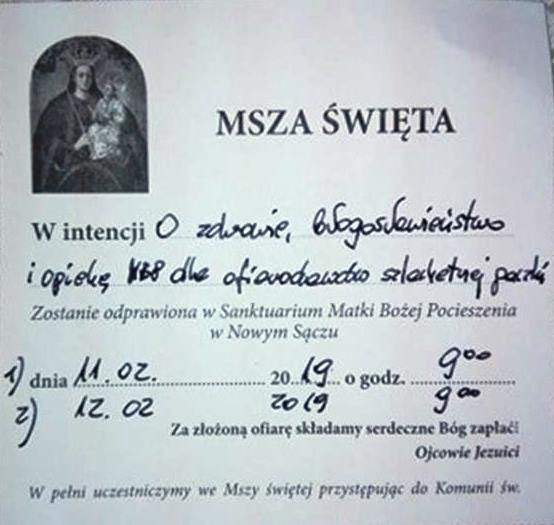 MSZA ŚWIĘTA
W intencji O zdrowie, błogosławieństwo
i opiekę MB dla ofiarodawców szlachetnej paczki
Zostanie odprawiona w Sanktuarium Matki Bożej Pocieszenia
w Nowym Sączu
1) dnia 11.02. 2019 o godz. 9⁰⁰
2) 12.02 2019 9⁰⁰
Za złożoną ofiarę składamy serdeczne Bóg zapłać!
Ojcowie Jezuici
W pełni uczestniczymy we Mszy świętej przystępując do Komunii św.